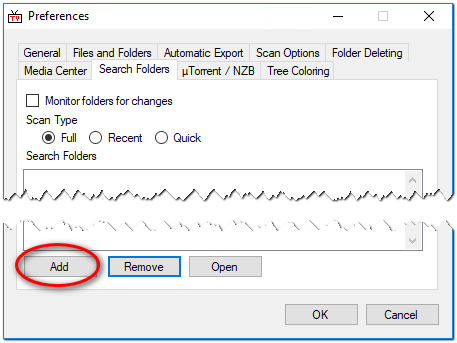 TV Preferences
General Files and Folders Automatic Export Scan Options Folder Deleting
Media Center Search Folders µTorrent / NZB Tree Coloring
Monitor folders for changes
Scan Type
Full Recent Quick
Search Folders
Add Remove Open
OK Cancel